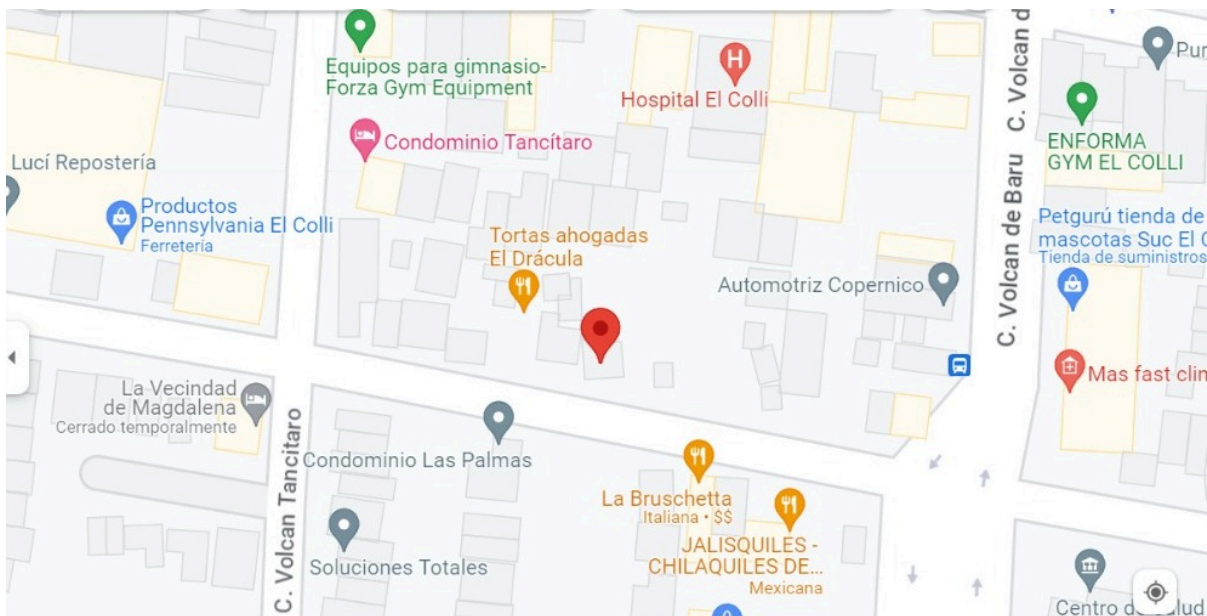 Equipos para gimnasio-
Forza Gym Equipment
Hospital El Colli
C. Volcan d
Pur
ENFORMA
GYM EL COLLI
Condominio Tancítaro
Lucí Repostería
Productos
Pennsylvania El Colli
Ferretería
Tortas ahogadas
El Drácula
Automotriz Copernico
C. Volcan de Baru
Petgurú tienda de
mascotas Suc El C
Tienda de suministros
Mas fast clin
La Vecindad
de Magdalena
Cerrado temporalmente
C. Volcan Tancitaro
Condominio Las Palmas
La Bruschetta
Italiana • $$
JALISQUILES -
CHILAQUILES DE...
Mexicana
Soluciones Totales
Centro d
alud